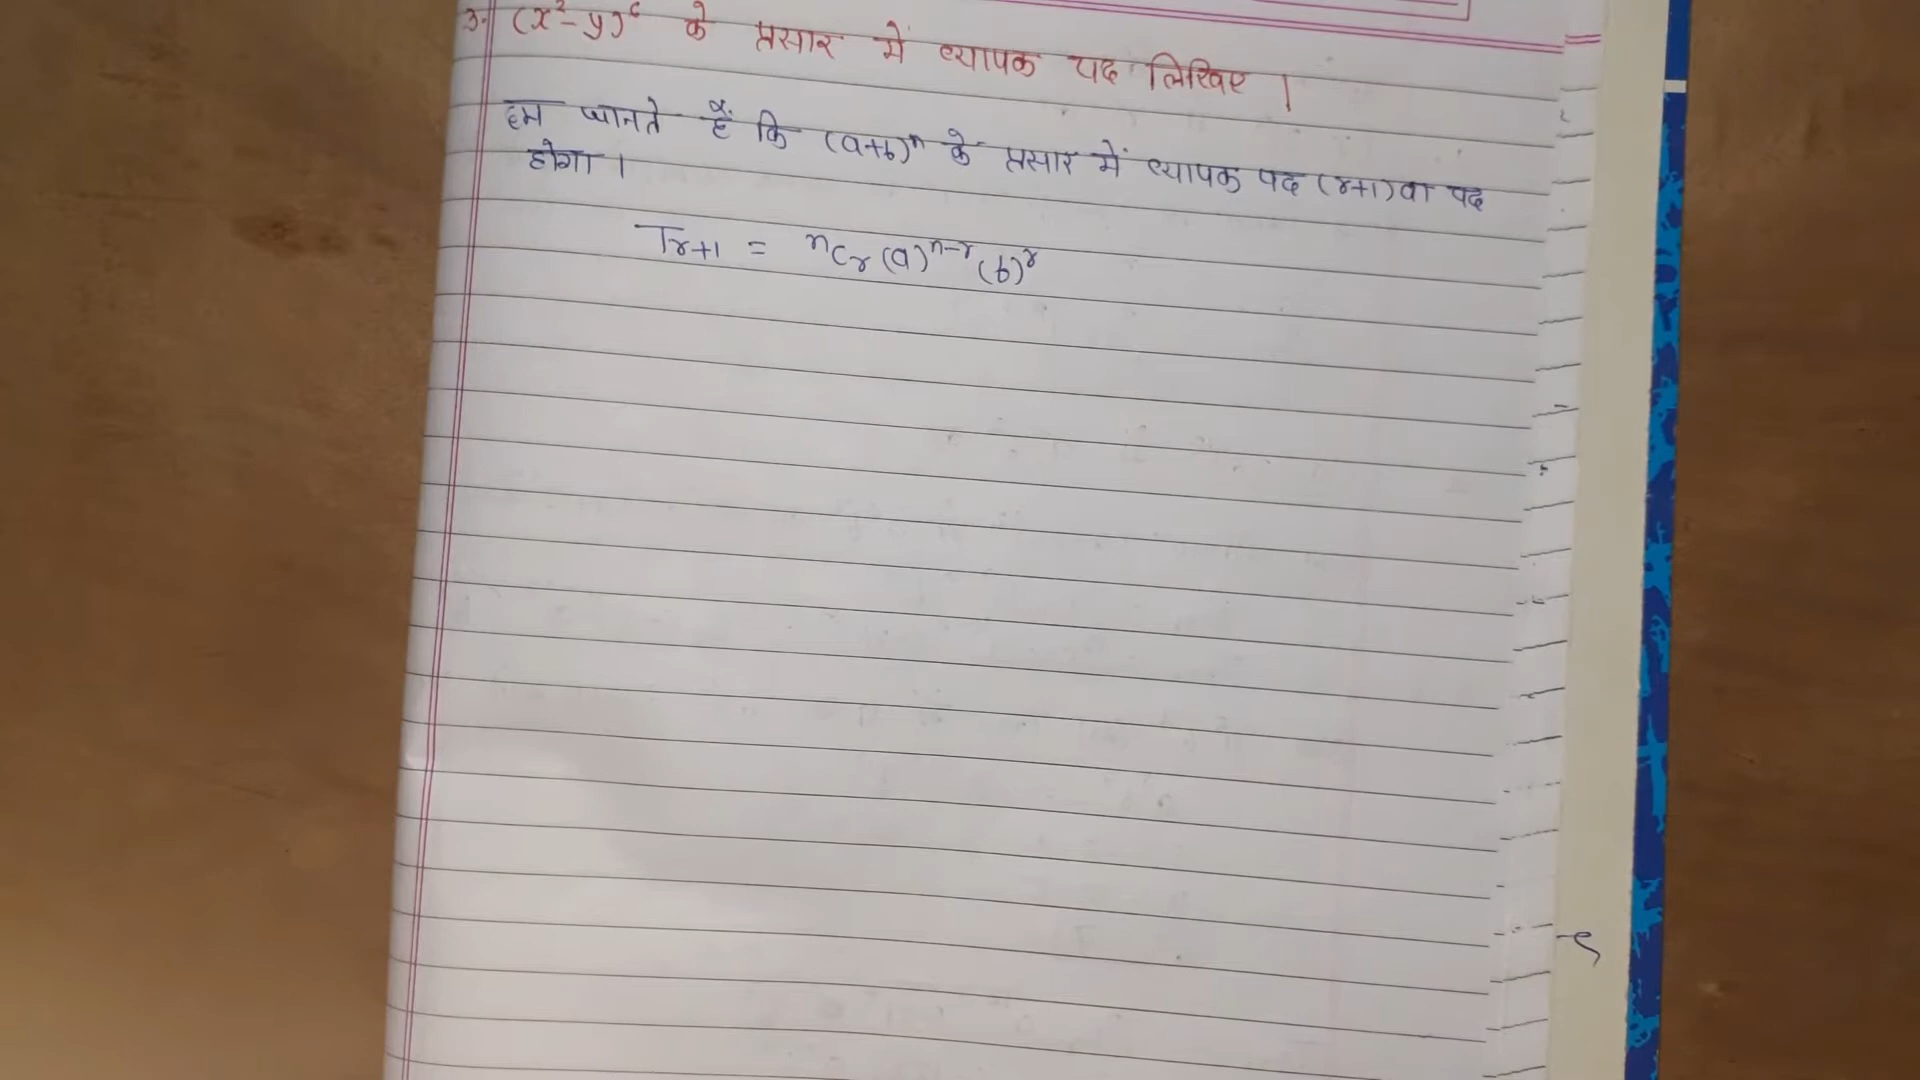 3. (x²-y)⁶ के प्रसार में व्यापक पद लिखिए ।
हम जानते हैं कि (a+b)ⁿ के प्रसार में व्यापक पद (r+1)वा पद
होगा ।
Tr+1 = ⁿCr (a)ⁿ⁻ʳ (b)ʳ